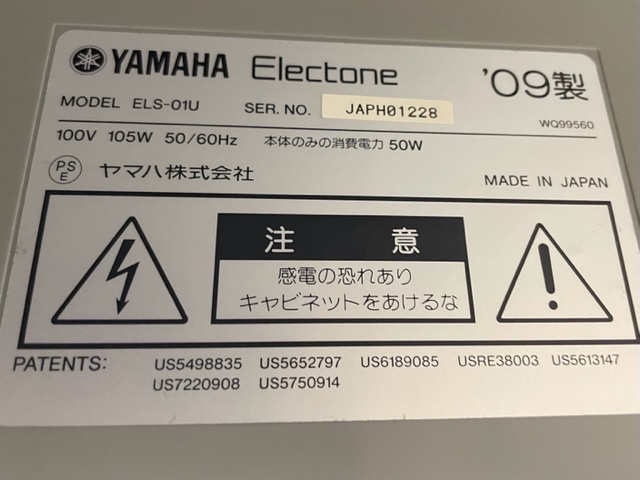 YAMAHA Electone '09製
MODEL ELS-01U SER. NO. JAPH01228
WQ99560
100V 105W 50/60Hz 本体のみの消費電力 50W
PSE ヤマハ株式会社
MADE IN JAPAN
注意
感電の恐れあり
キャビネットをあけるな
PATENTS: US5498835 US5652797 US6189085 USRE38003 US5613147
US7220908 US5750914